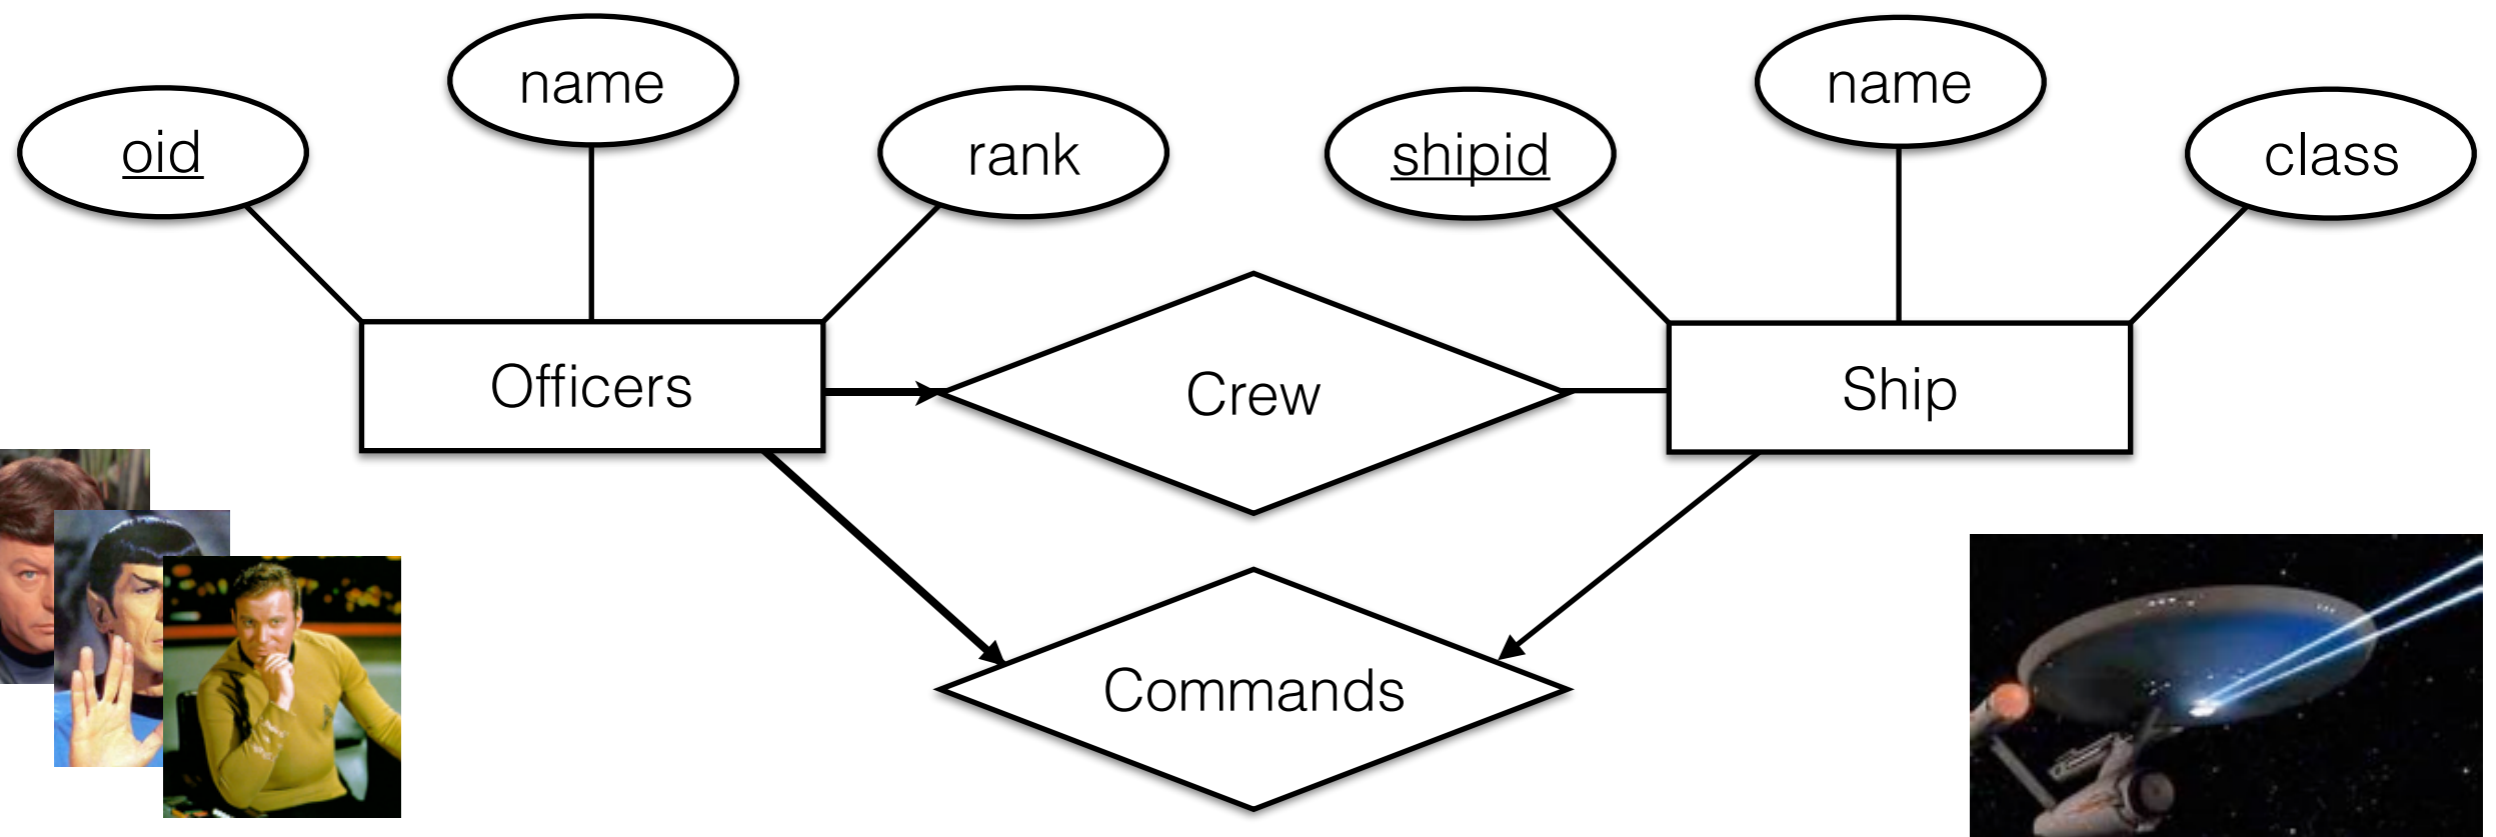 oid
name
rank
shipid
name
class
Officers
Crew
Ship
Commands